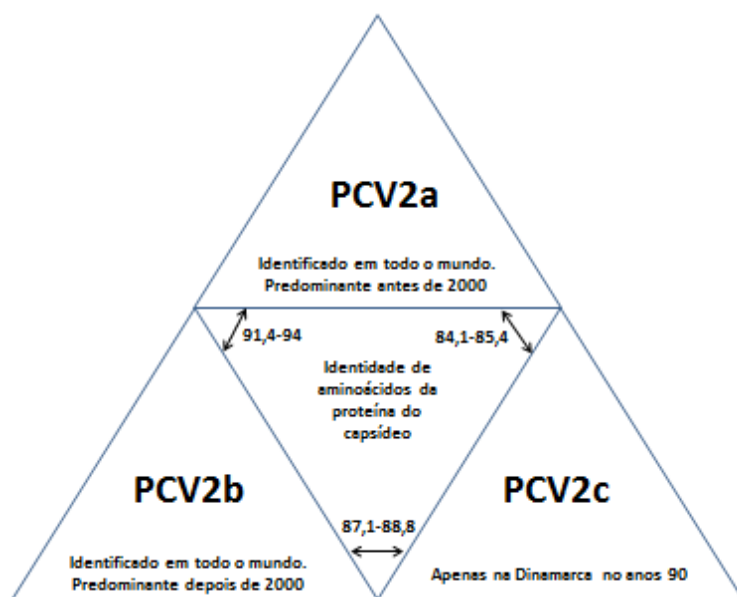 PCV2a
Identificado em todo o mundo.
Predominante antes de 2000
91,4-94
84,1-85,4
Identidade de
aminoácidos da
proteína do
capsídeo
PCV2b
PCV2c
87,1-88,8
Identificado em todo o mundo.
Predominante depois de 2000
Apenas na Dinamarca no anos 90